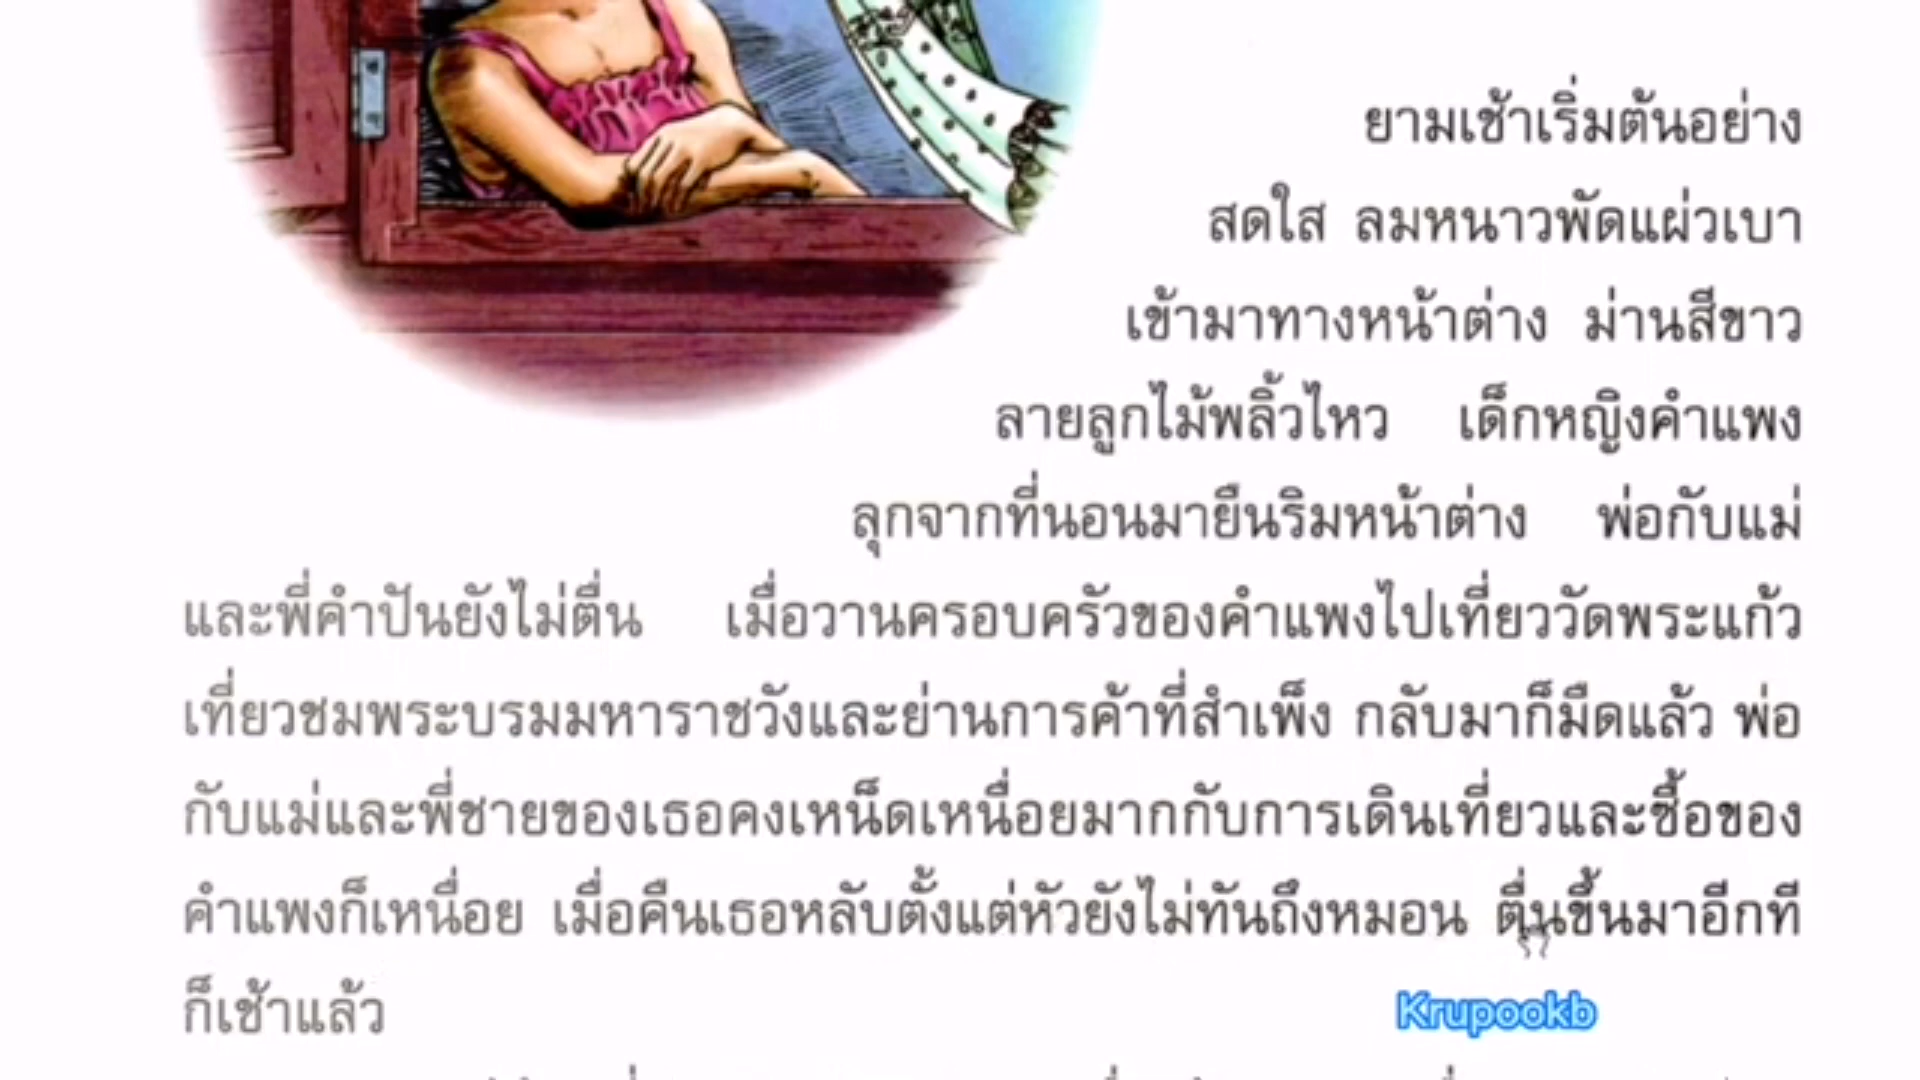 ยามเช้าเริ่มต้นอย่าง
สดใส ลมหนาวพัดแผ่วเบา
เข้ามาทางหน้าต่าง ม่านสีขาว
ลายลูกไม้พลิ้วไหว เด็กหญิงคำแพง
ลุกจากที่นอนมายืนริมหน้าต่าง พ่อกับแม่
และพี่คำปันยังไม่ตื่น เมื่อวานครอบครัวของคำแพงไปเที่ยววัดพระแก้ว
เที่ยวชมพระบรมมหาราชวังและย่านการค้าที่สำเพ็ง กลับมาก็มืดแล้ว พ่อ
กับแม่และพี่ชายของเธอคงเหน็ดเหนื่อยมากกับการเดินเที่ยวและซื้อของ
คำแพงก็เหนื่อย เมื่อคืนเธอหลับตั้งแต่หัวยังไม่ทันถึงหมอน ตื่นขึ้นมาอีกที
ก็เช้าแล้ว
Krupookb